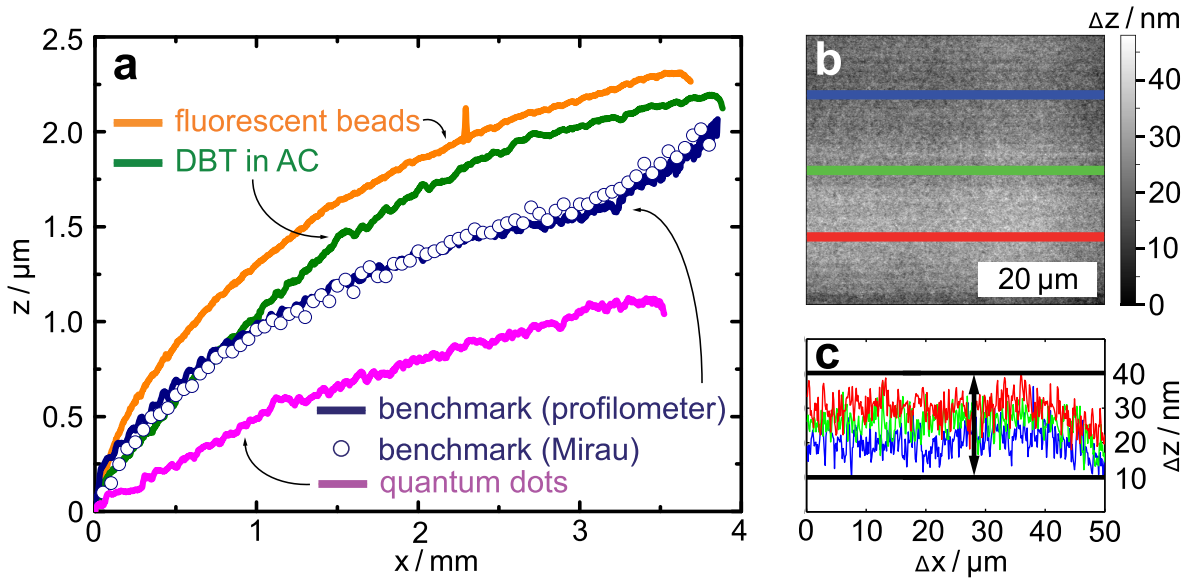 a
fluorescent beads
DBT in AC
benchmark (profilometer)
benchmark (Mirau)
quantum dots
z / µm
2.5
2.0
1.5
1.0
0.5
0
0 1 2 3 4
x / mm
b
20 µm
Δz / nm
40
30
20
10
0
c
40
30
20
10
Δz / nm
0 10 20 30 40 50
Δx / µm